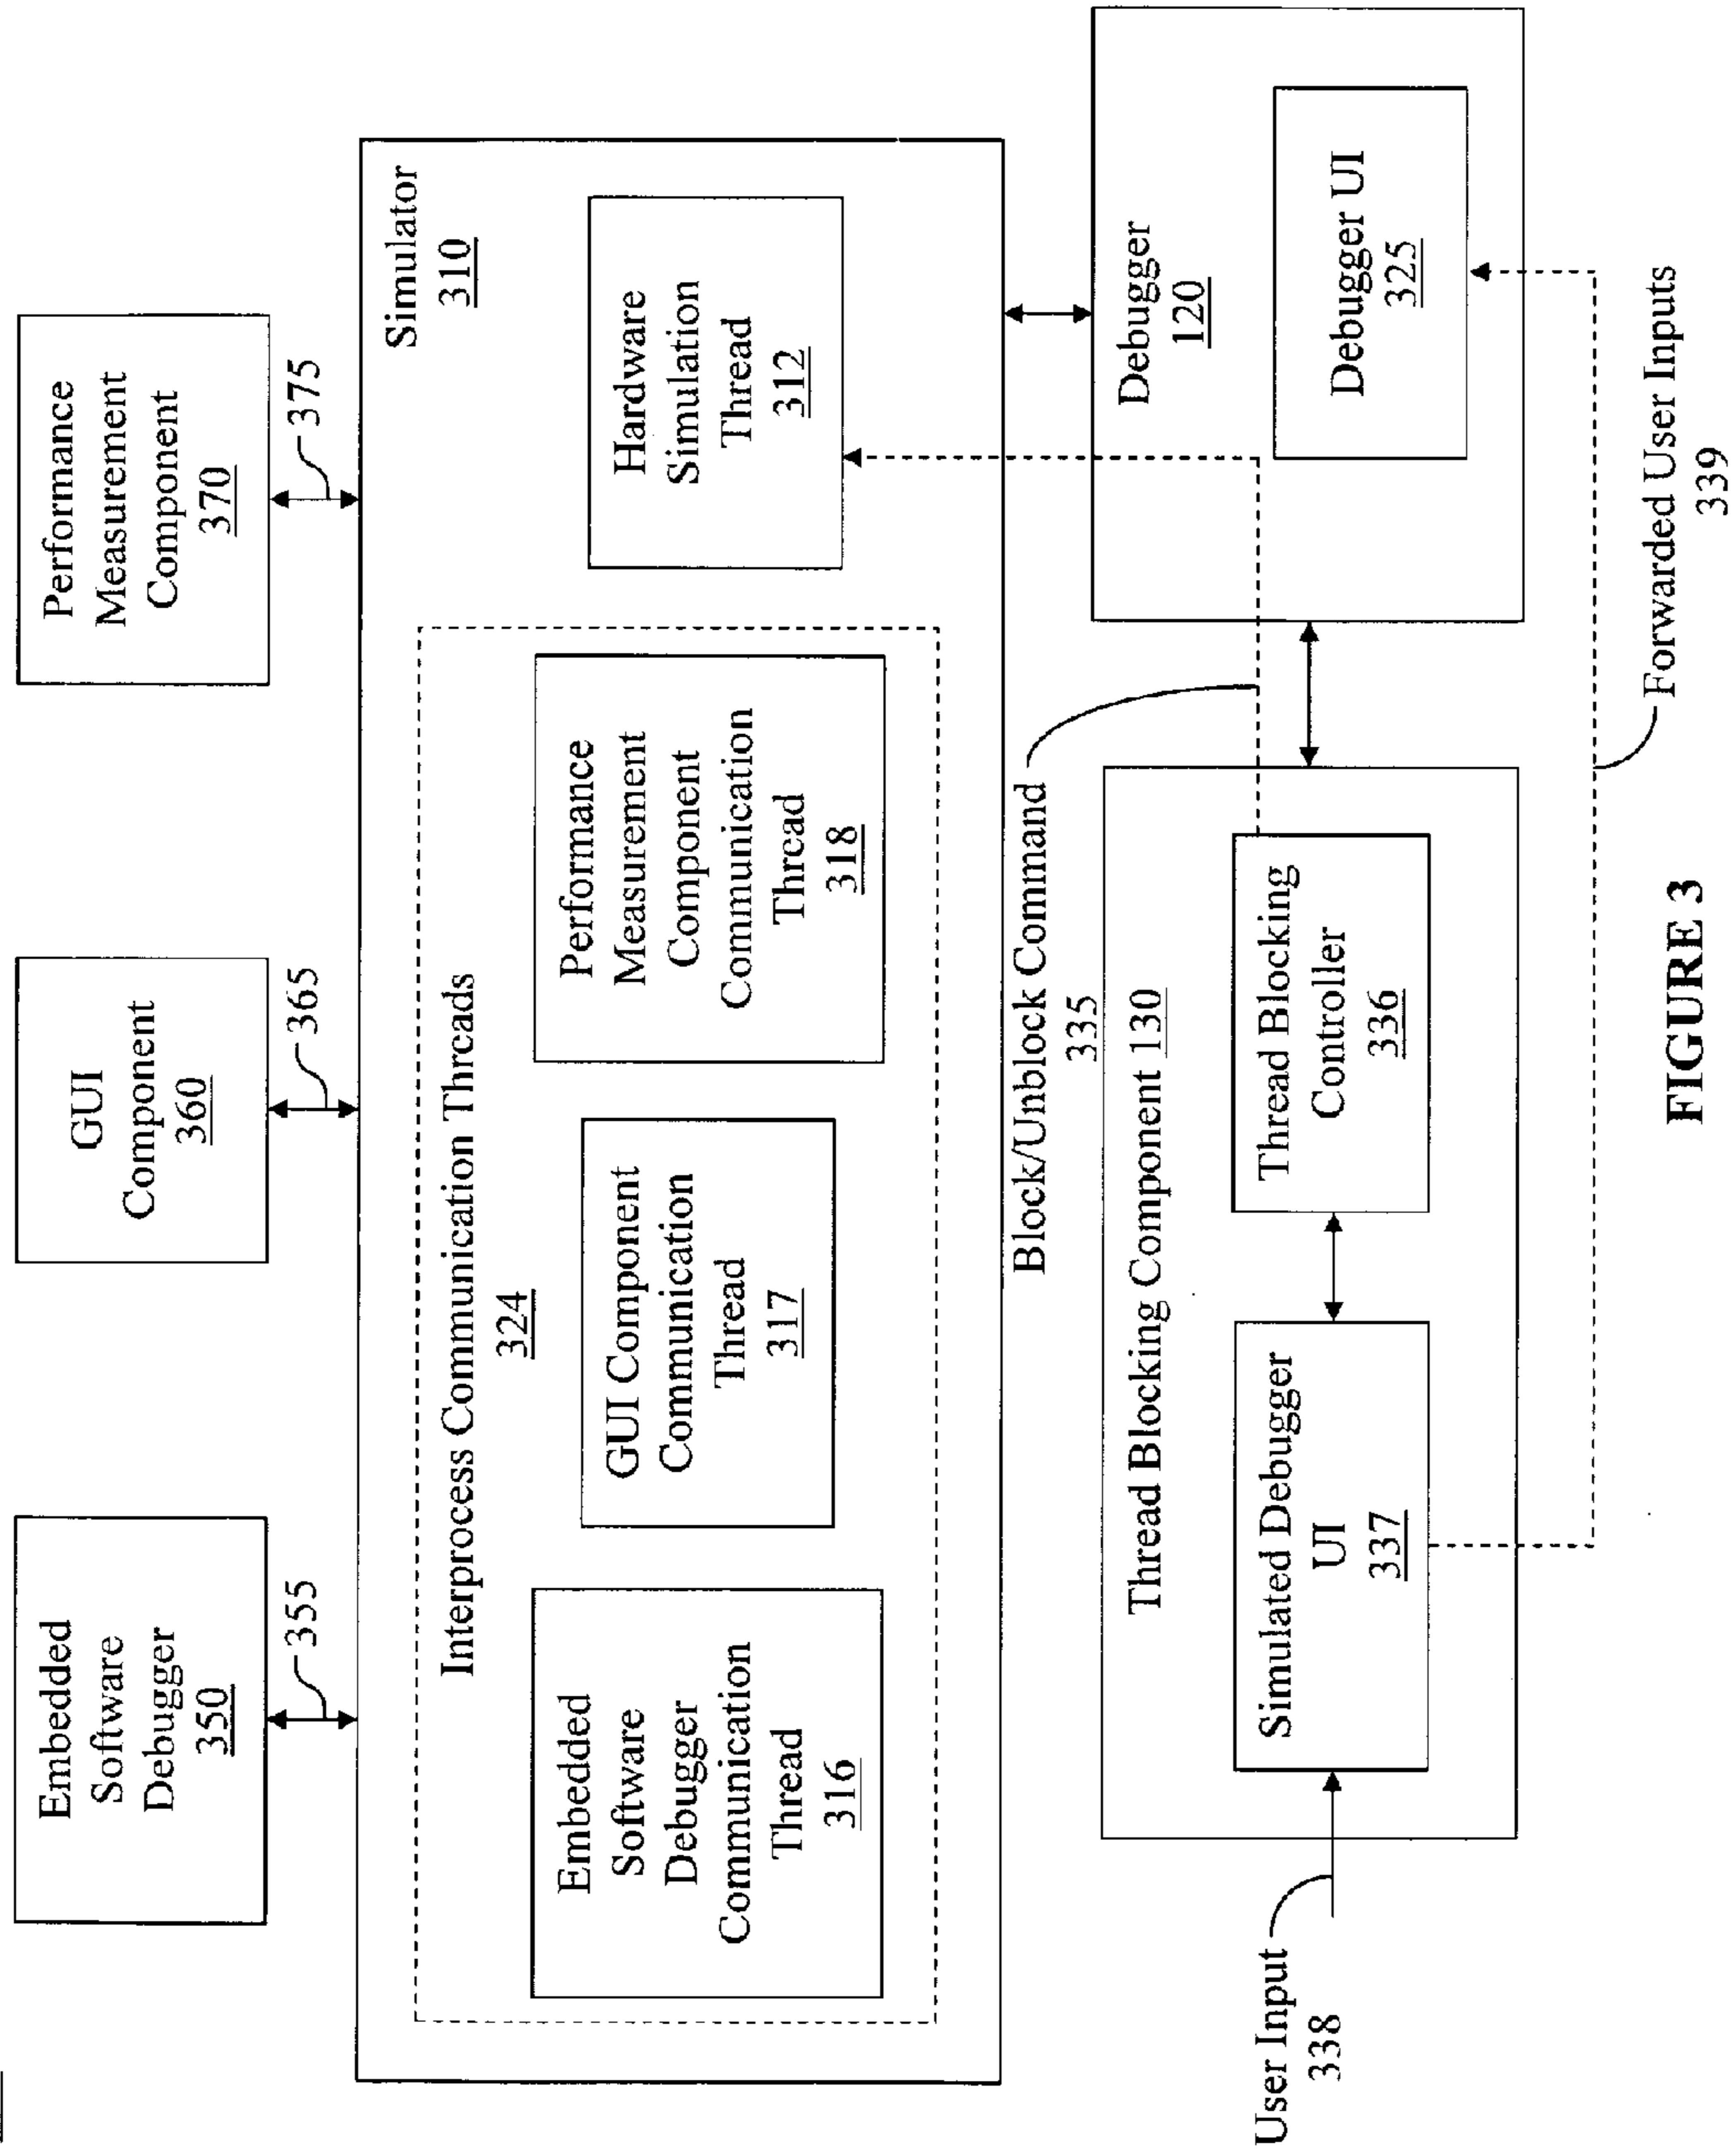 Embedded
Software
Debugger
350
355
GUI
Component
360
365
Performance
Measurement
Component
370
375
Simulator
310
Interprocess Communication Threads
324
Embedded
Software
Debugger
Communication
Thread
316
GUI Component
Communication
Thread
317
Performance
Measurement
Component
Communication
Thread
318
Hardware
Simulation
Thread
312
Block/Unblock Command
335
Thread Blocking Component 130
User Input
338
Simulated Debugger
UI
337
Thread Blocking
Controller
336
Debugger
120
Debugger UI
325
Forwarded User Inputs
339
FIGURE 3